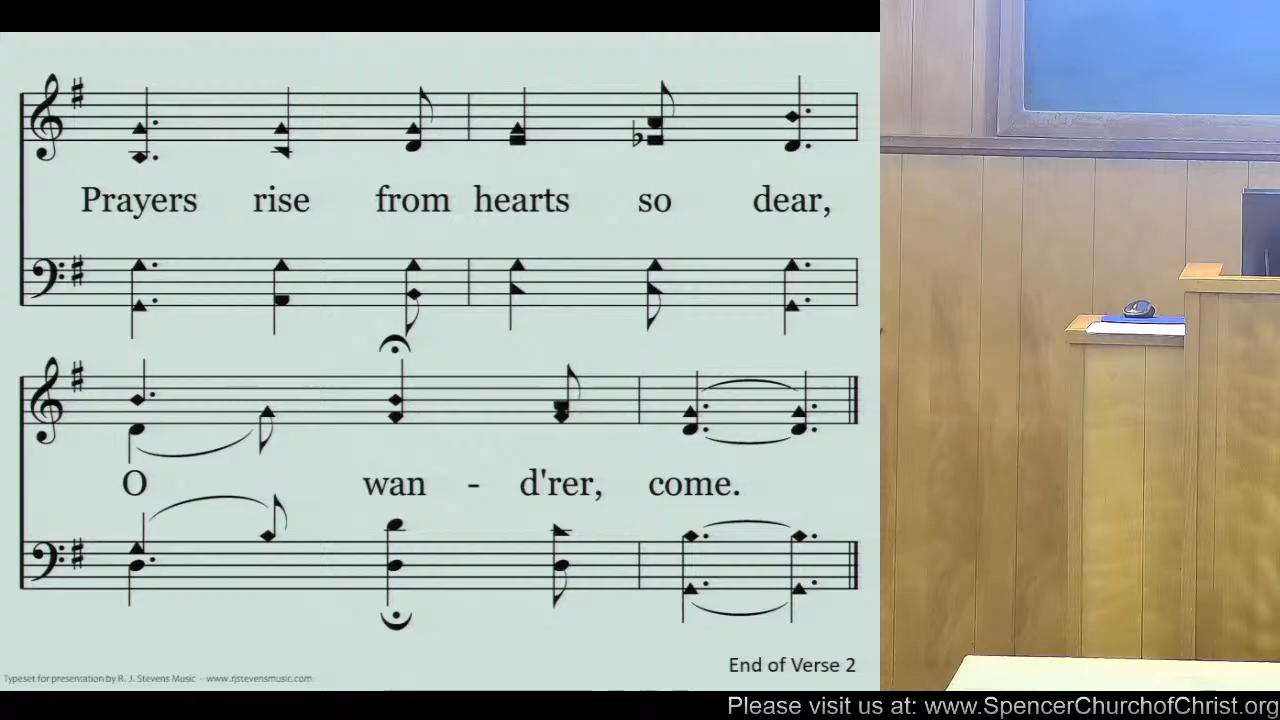 Prayers rise from hearts so dear,
O wan - d'rer, come.
End of Verse 2
Typeset for presentation by R. J. Stevens Music - www.rjstevensmusic.com
Please visit us at: www.SpencerChurchofChrist.org